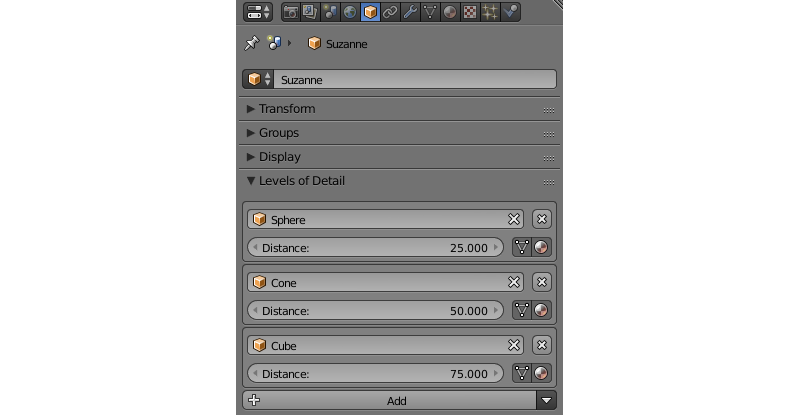 Suzanne
Suzanne
Transform
Groups
Display
Levels of Detail
Sphere
Distance: 25.000
Cone
Distance: 50.000
Cube
Distance: 75.000
Add